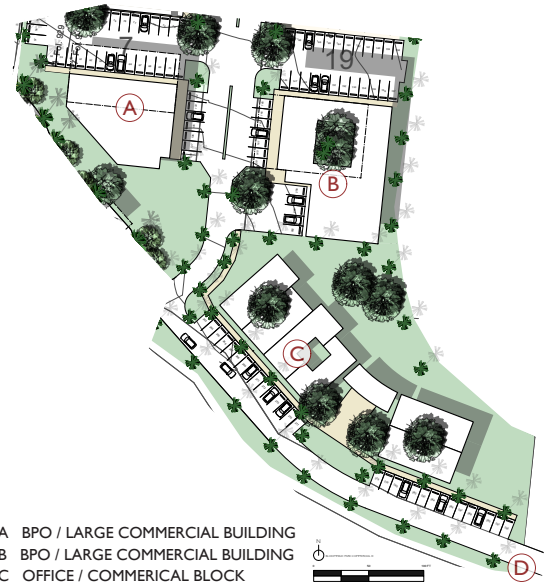 7
19
A
B
C
D
A BPO / LARGE COMMERCIAL BUILDING
B BPO / LARGE COMMERCIAL BUILDING
C OFFICE / COMMERICAL BLOCK
N